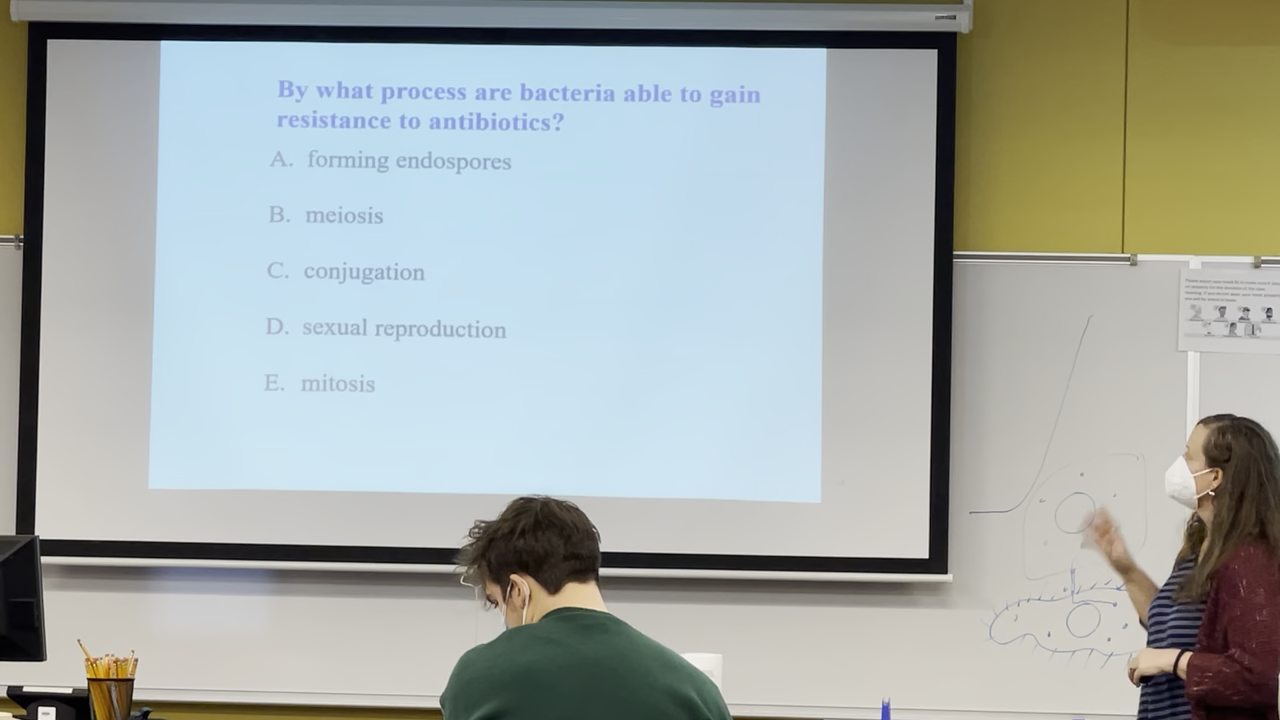 By what process are bacteria able to gain
resistance to antibiotics?
A. forming endospores
B. meiosis
C. conjugation
D. sexual reproduction
E. mitosis